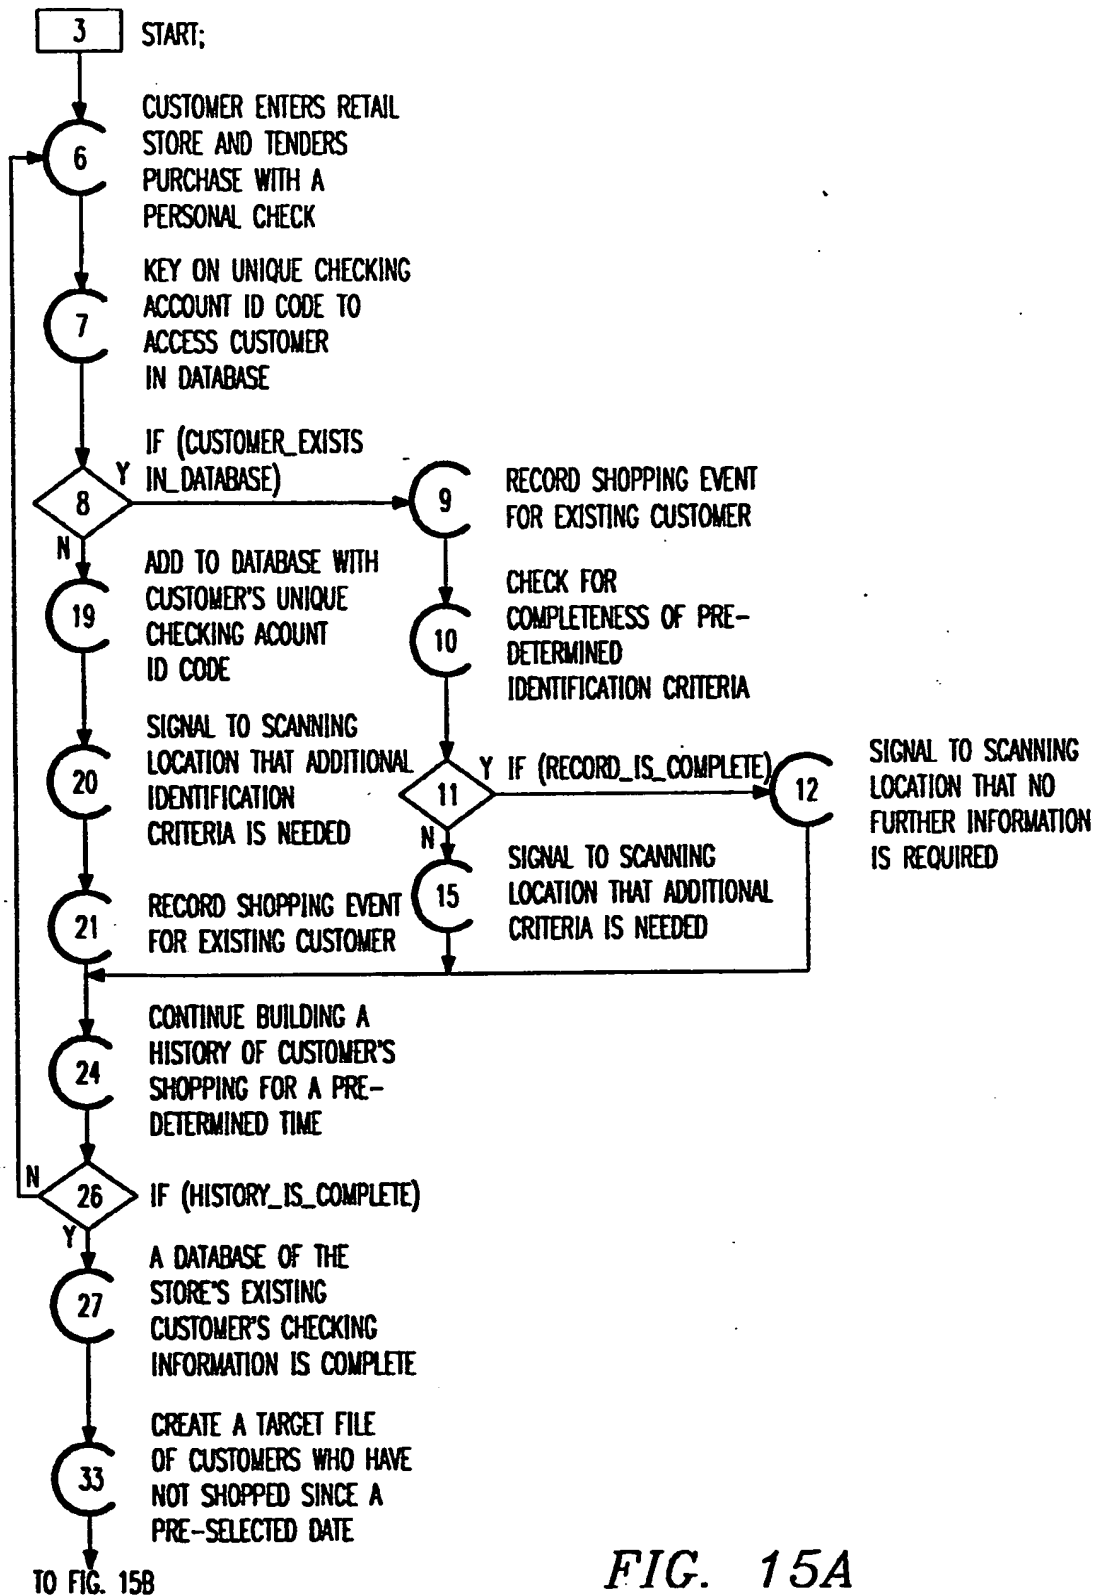 3 START;
6
CUSTOMER ENTERS RETAIL
STORE AND TENDERS
PURCHASE WITH A
PERSONAL CHECK
7
KEY ON UNIQUE CHECKING
ACCOUNT ID CODE TO
ACCESS CUSTOMER
IN DATABASE
8
IF (CUSTOMER_EXISTS
Y IN_DATABASE)
N
9
RECORD SHOPPING EVENT
FOR EXISTING CUSTOMER
19
ADD TO DATABASE WITH
CUSTOMER'S UNIQUE
CHECKING ACOUNT
ID CODE
10
CHECK FOR
COMPLETENESS OF PRE-
DETERMINED
IDENTIFICATION CRITERIA
20
SIGNAL TO SCANNING
LOCATION THAT ADDITIONAL
IDENTIFICATION
CRITERIA IS NEEDED
11
Y IF (RECORD_IS_COMPLETE)
N
12
SIGNAL TO SCANNING
LOCATION THAT NO
FURTHER INFORMATION
IS REQUIRED
15
SIGNAL TO SCANNING
LOCATION THAT ADDITIONAL
CRITERIA IS NEEDED
21
RECORD SHOPPING EVENT
FOR EXISTING CUSTOMER
24
CONTINUE BUILDING A
HISTORY OF CUSTOMER'S
SHOPPING FOR A PRE-
DETERMINED TIME
N
26 IF (HISTORY_IS_COMPLETE)
Y
27
A DATABASE OF THE
STORE'S EXISTING
CUSTOMER'S CHECKING
INFORMATION IS COMPLETE
33
CREATE A TARGET FILE
OF CUSTOMERS WHO HAVE
NOT SHOPPED SINCE A
PRE-SELECTED DATE
TO FIG. 15B
FIG. 15A